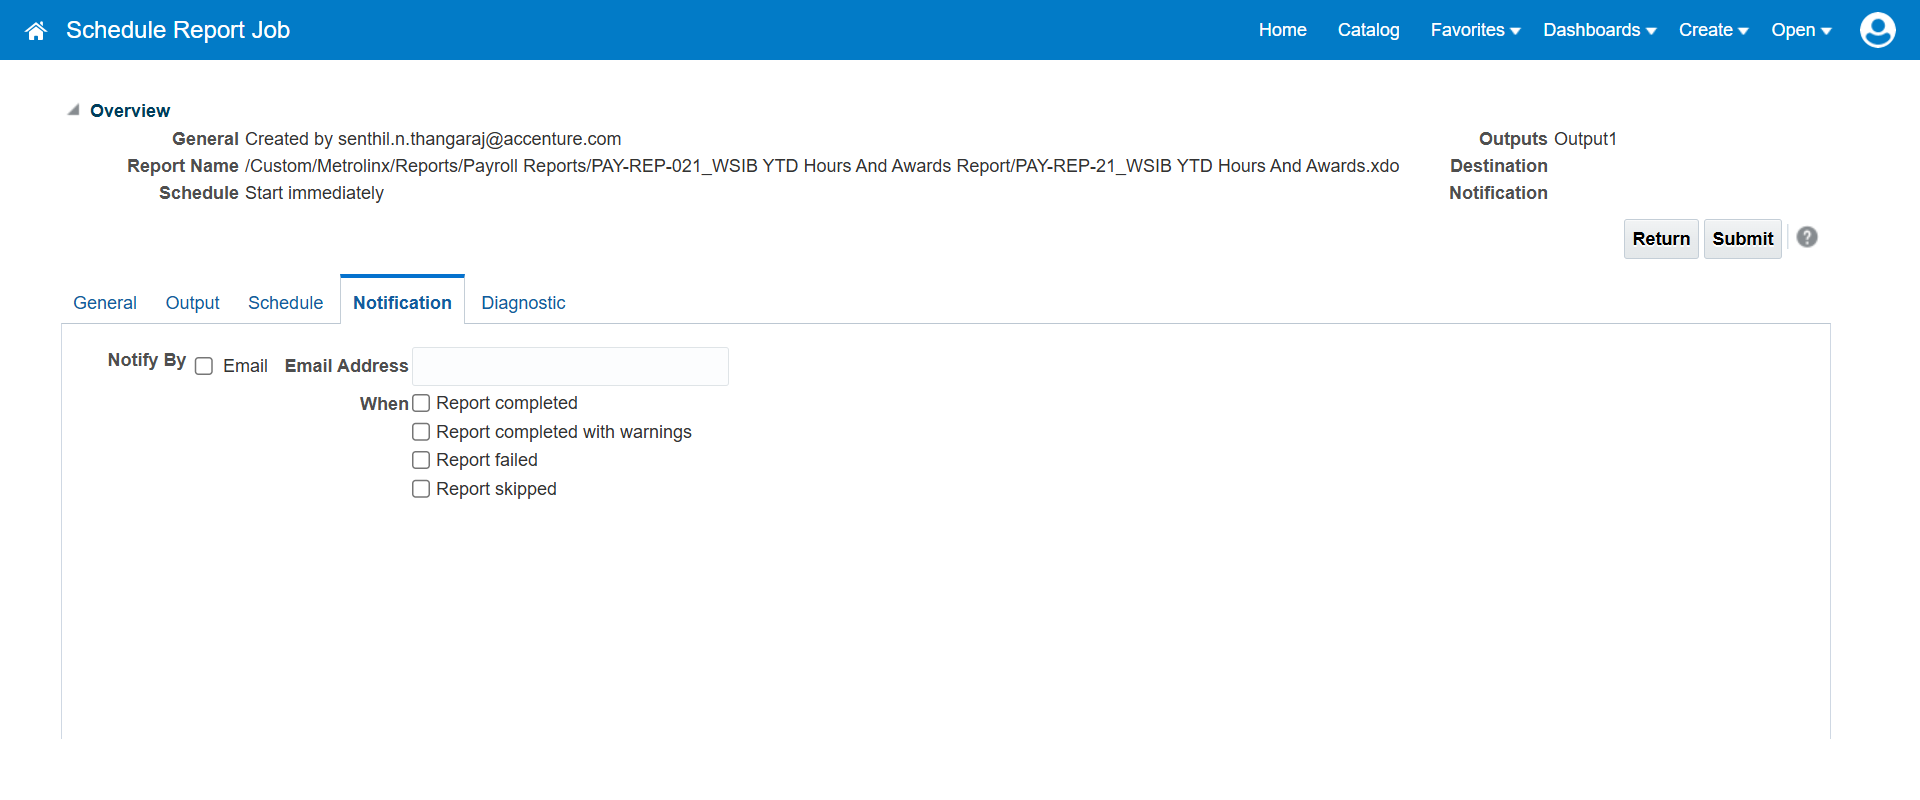 Schedule Report Job
Home Catalog Favorites Dashboards Create Open
Overview
General Created by senthil.n.thangaraj@accenture.com
Outputs Output1
Report Name /Custom/Metrolinx/Reports/Payroll Reports/PAY-REP-021_WSIB YTD Hours And Awards Report/PAY-REP-21_WSIB YTD Hours And Awards.xdo
Destination
Schedule Start immediately
Notification
Return Submit ?
General Output Schedule Notification Diagnostic
Notify By Email Email Address
When Report completed
Report completed with warnings
Report failed
Report skipped